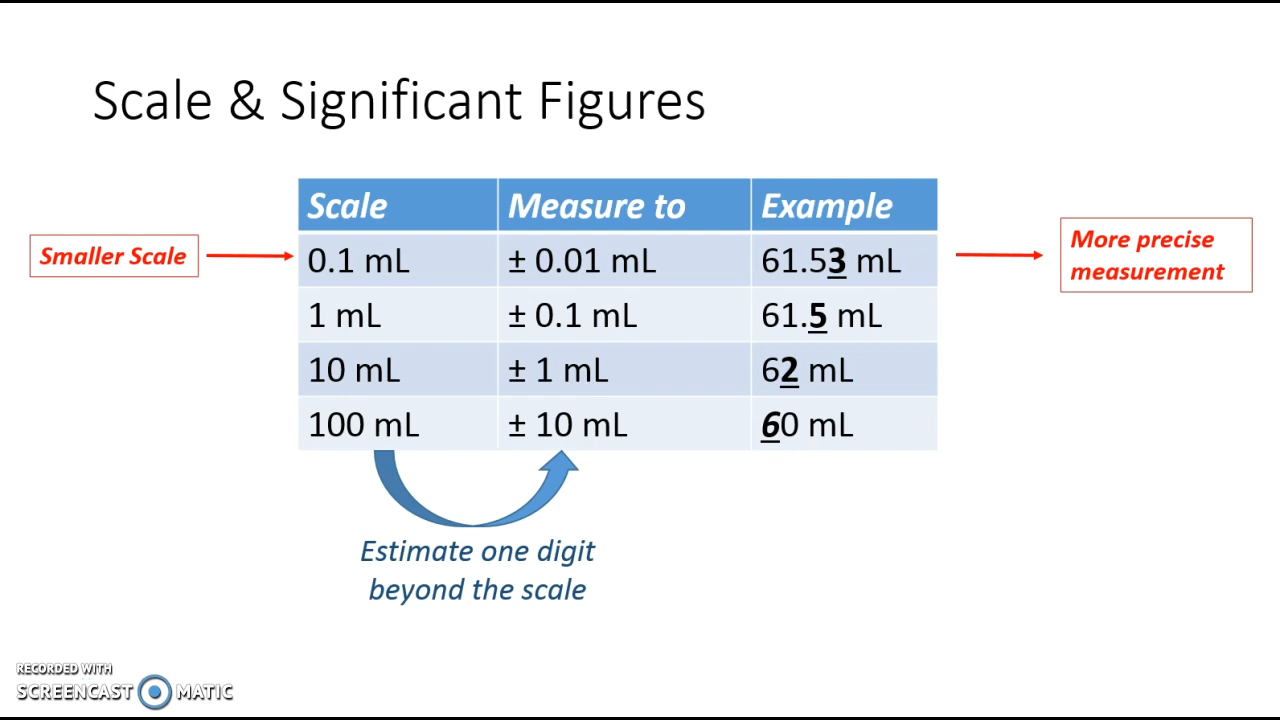 Scale & Significant Figures
Scale Measure to Example
Smaller Scale
0.1 mL ± 0.01 mL 61.53 mL
More precise
measurement
1 mL ± 0.1 mL 61.5 mL
10 mL ± 1 mL 62 mL
100 mL ± 10 mL 60 mL
Estimate one digit
beyond the scale
RECORDED WITH
SCREENCAST MATIC